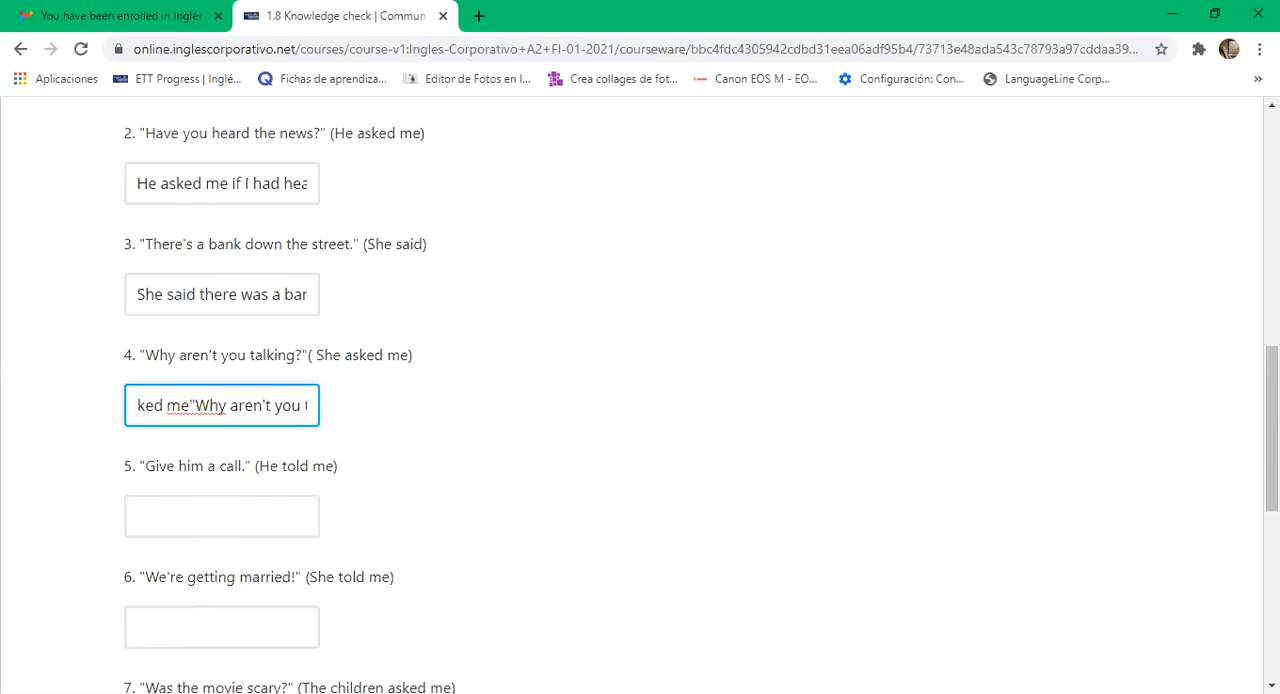 You have been enrolled in Inglés
1.8 Knowledge check | Commun
online.inglescorporativo.net/courses/course-v1:Ingles-Corporativo+A2+FI-01-2021/courseware/bbc4fdc4305942cdbd31eea06adf95b4/73713e48ada543c78793a97cddaa39...
Aplicaciones
ETT Progress | Inglé...
Fichas de aprendiza...
Editor de Fotos en l...
Crea collages de fot...
Canon EOS M - EO...
Configuración: Con...
LanguageLine Corp...
»
2. "Have you heard the news?" (He asked me)
He asked me if I had hea
3. "There's a bank down the street." (She said)
She said there was a bar
4. "Why aren't you talking?"( She asked me)
ked me"Why aren't you t
5. "Give him a call." (He told me)
6. "We're getting married!" (She told me)
7. "Was the movie scary?" (The children asked me)